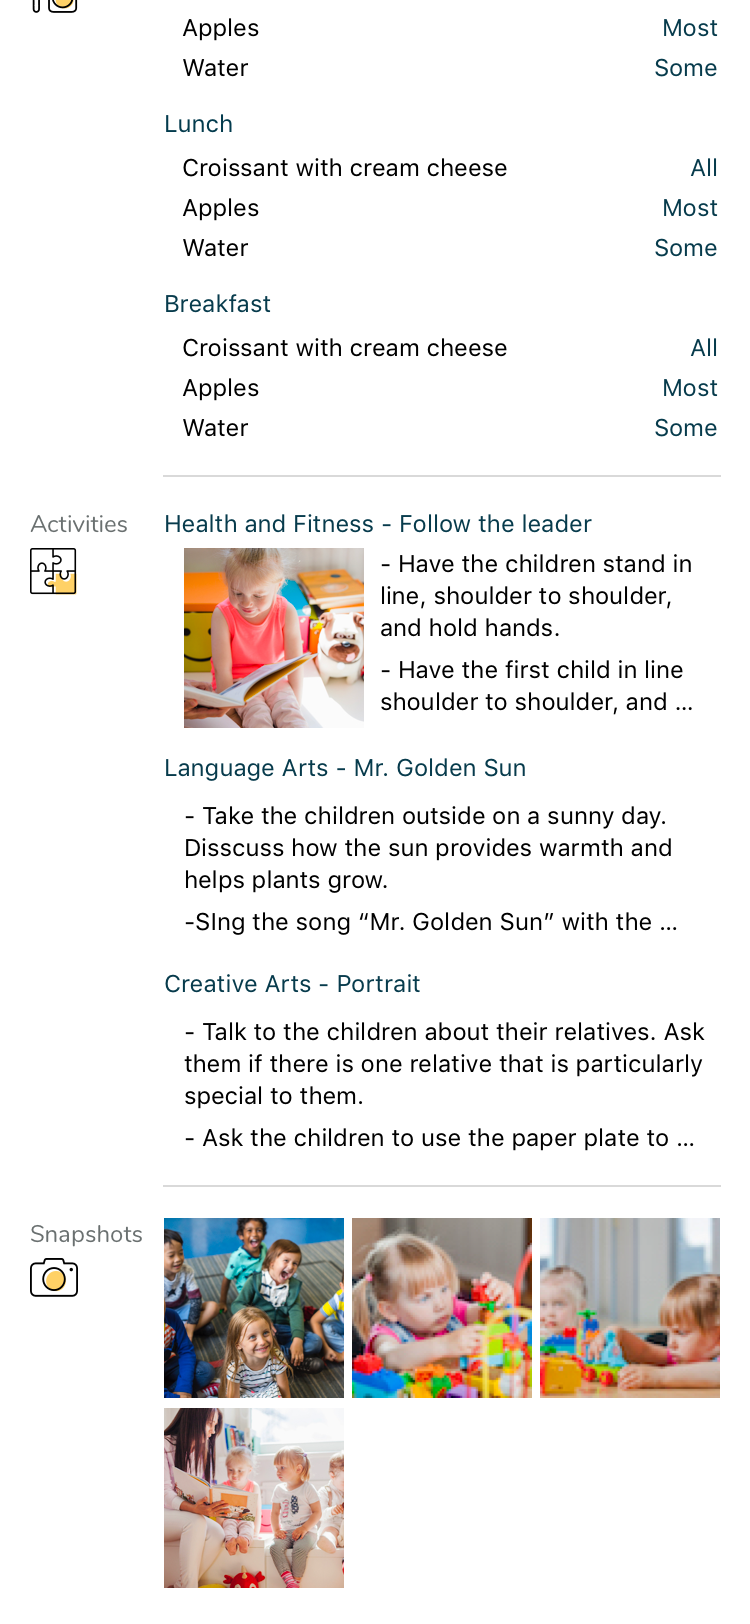 Apples Most
Water Some
Lunch
Croissant with cream cheese All
Apples Most
Water Some
Breakfast
Croissant with cream cheese All
Apples Most
Water Some
Activities
Health and Fitness - Follow the leader
- Have the children stand in
line, shoulder to shoulder,
and hold hands.
- Have the first child in line
shoulder to shoulder, and ...
Language Arts - Mr. Golden Sun
- Take the children outside on a sunny day.
Disscuss how the sun provides warmth and
helps plants grow.
-SIng the song “Mr. Golden Sun” with the ...
Creative Arts - Portrait
- Talk to the children about their relatives. Ask
them if there is one relative that is particularly
special to them.
- Ask the children to use the paper plate to ...
Snapshots